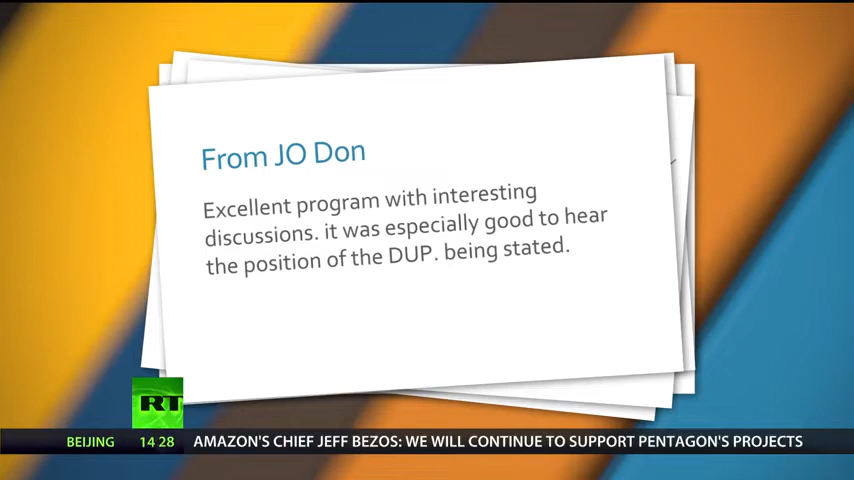 From JO Don
Excellent program with interesting
discussions. it was especially good to hear
the position of the DUP. being stated.
RT
BEIJING 14 28 AMAZON'S CHIEF JEFF BEZOS: WE WILL CONTINUE TO SUPPORT PENTAGON'S PROJECTS